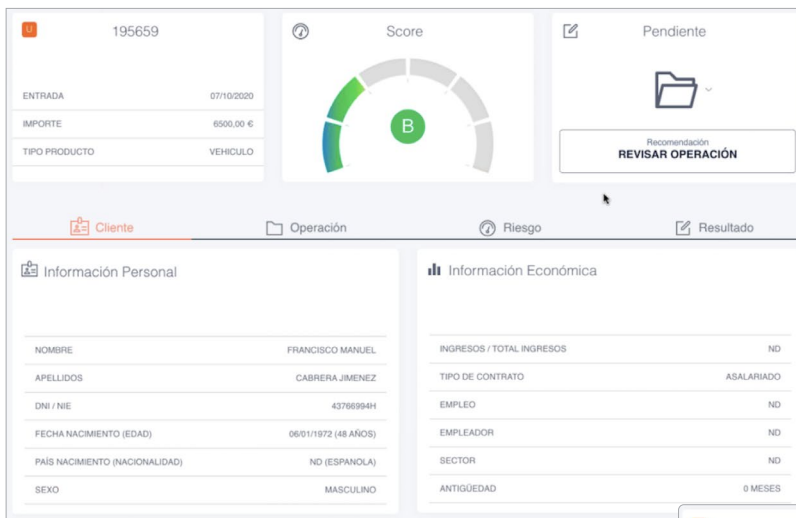 U 195659
ENTRADA 07/10/2020
IMPORTE 6500,00 €
TIPO PRODUCTO VEHICULO
Score
B
Pendiente
Recomendación
REVISAR OPERACIÓN
Cliente Operación Riesgo Resultado
Información Personal
NOMBRE FRANCISCO MANUEL
APELLIDOS CABRERA JIMENEZ
DNI / NIE 43766994H
FECHA NACIMIENTO (EDAD) 06/01/1972 (48 AÑOS)
PAÍS NACIMIENTO (NACIONALIDAD) ND (ESPANOLA)
SEXO MASCULINO
Información Económica
INGRESOS / TOTAL INGRESOS ND
TIPO DE CONTRATO ASALARIADO
EMPLEO ND
EMPLEADOR ND
SECTOR ND
ANTIGÜEDAD 0 MESES